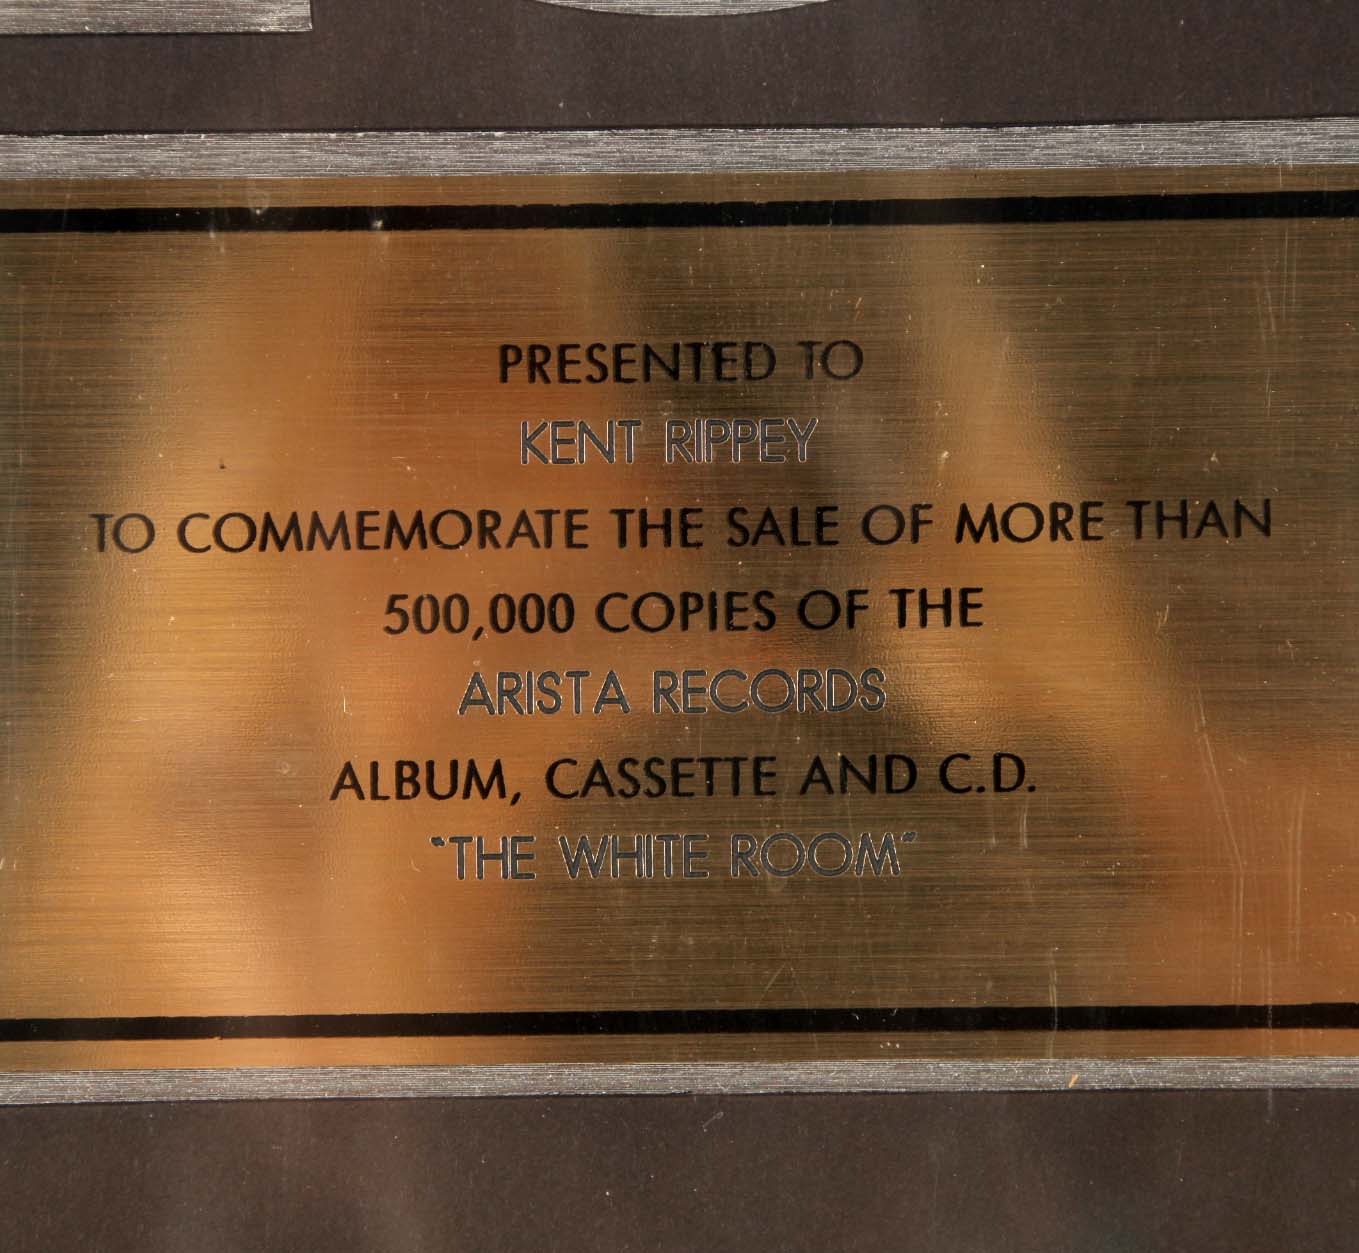 PRESENTED TO
KENT RIPPEY
TO COMMEMORATE THE SALE OF MORE THAN
500,000 COPIES OF THE
ARISTA RECORDS
ALBUM, CASSETTE AND C.D.
"THE WHITE ROOM"